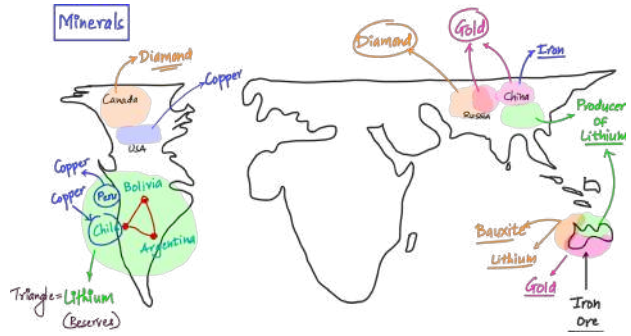 Minerals
Diamond
Canada
Copper
USA
Copper
Peru
Copper
Chile
Bolivia
Argentina
Triangle = Lithium
(Reserves)
Diamond
Gold
Iron
Russia
China
Producer
Of
Lithium
Bauxite
Lithium
Gold
Iron
Ore